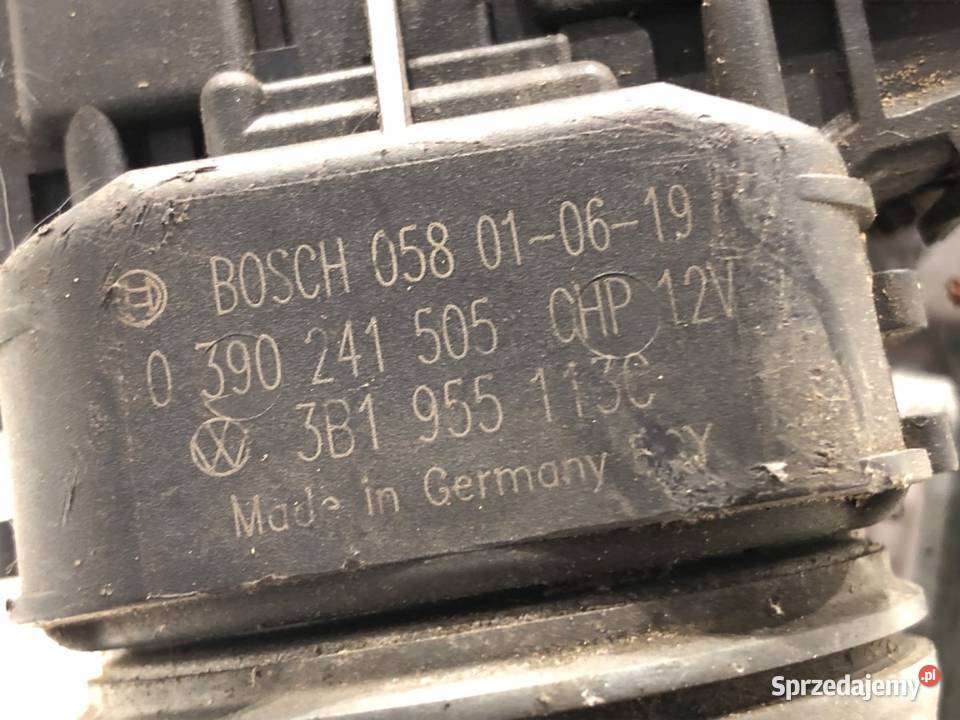 BOSCH 058 01-06-19
0 390 241 505 CHP 12V
3B1 955 113C
Made in Germany
Sprzedajemy.pl